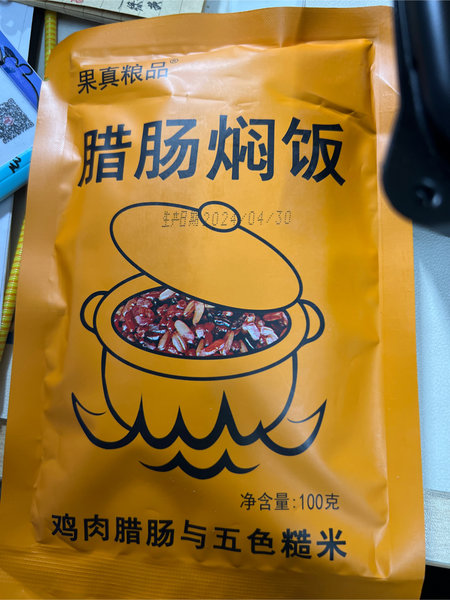 果真粮品®
腊肠焖饭
生产日期2024/04/30
净含量:100克
鸡肉腊肠与五色糙米